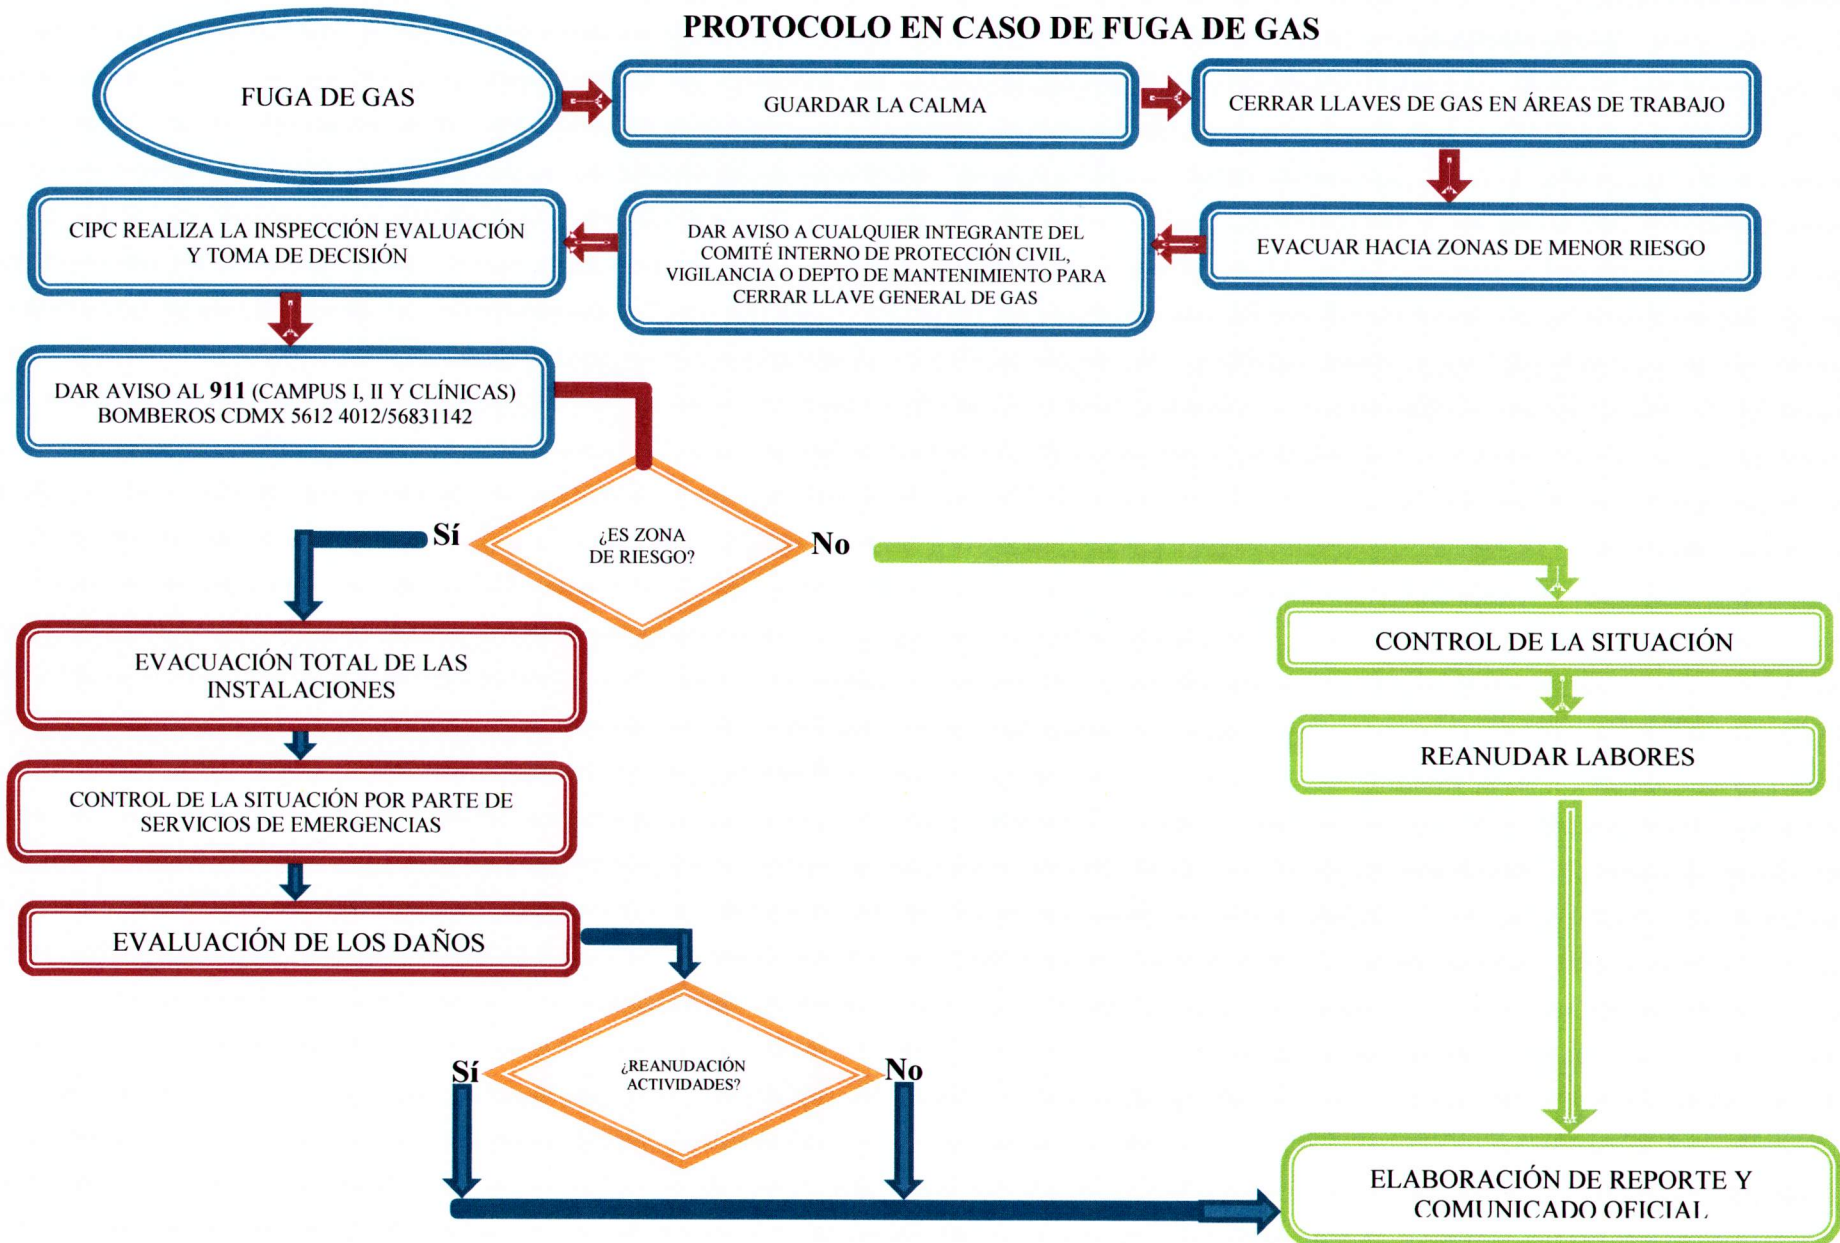 PROTOCOLO EN CASO DE FUGA DE GAS
FUGA DE GAS
GUARDAR LA CALMA
CERRAR LLAVES DE GAS EN ÁREAS DE TRABAJO
EVACUAR HACIA ZONAS DE MENOR RIESGO
DAR AVISO A CUALQUIER INTEGRANTE DEL
COMITÉ INTERNO DE PROTECCIÓN CIVIL,
VIGILANCIA O DEPTO DE MANTENIMIENTO PARA
CERRAR LLAVE GENERAL DE GAS
CIPC REALIZA LA INSPECCIÓN EVALUACIÓN
Y TOMA DE DECISIÓN
DAR AVISO AL 911 (CAMPUS I, II Y CLÍNICAS)
BOMBEROS CDMX 5612 4012/56831142
¿ES ZONA
DE RIESGO?
Sí
No
EVACUACIÓN TOTAL DE LAS
INSTALACIONES
CONTROL DE LA SITUACIÓN POR PARTE DE
SERVICIOS DE EMERGENCIAS
EVALUACIÓN DE LOS DAÑOS
¿REANUDACIÓN
ACTIVIDADES?
Sí
No
CONTROL DE LA SITUACIÓN
REANUDAR LABORES
ELABORACIÓN DE REPORTE Y
COMUNICADO OFICIAL